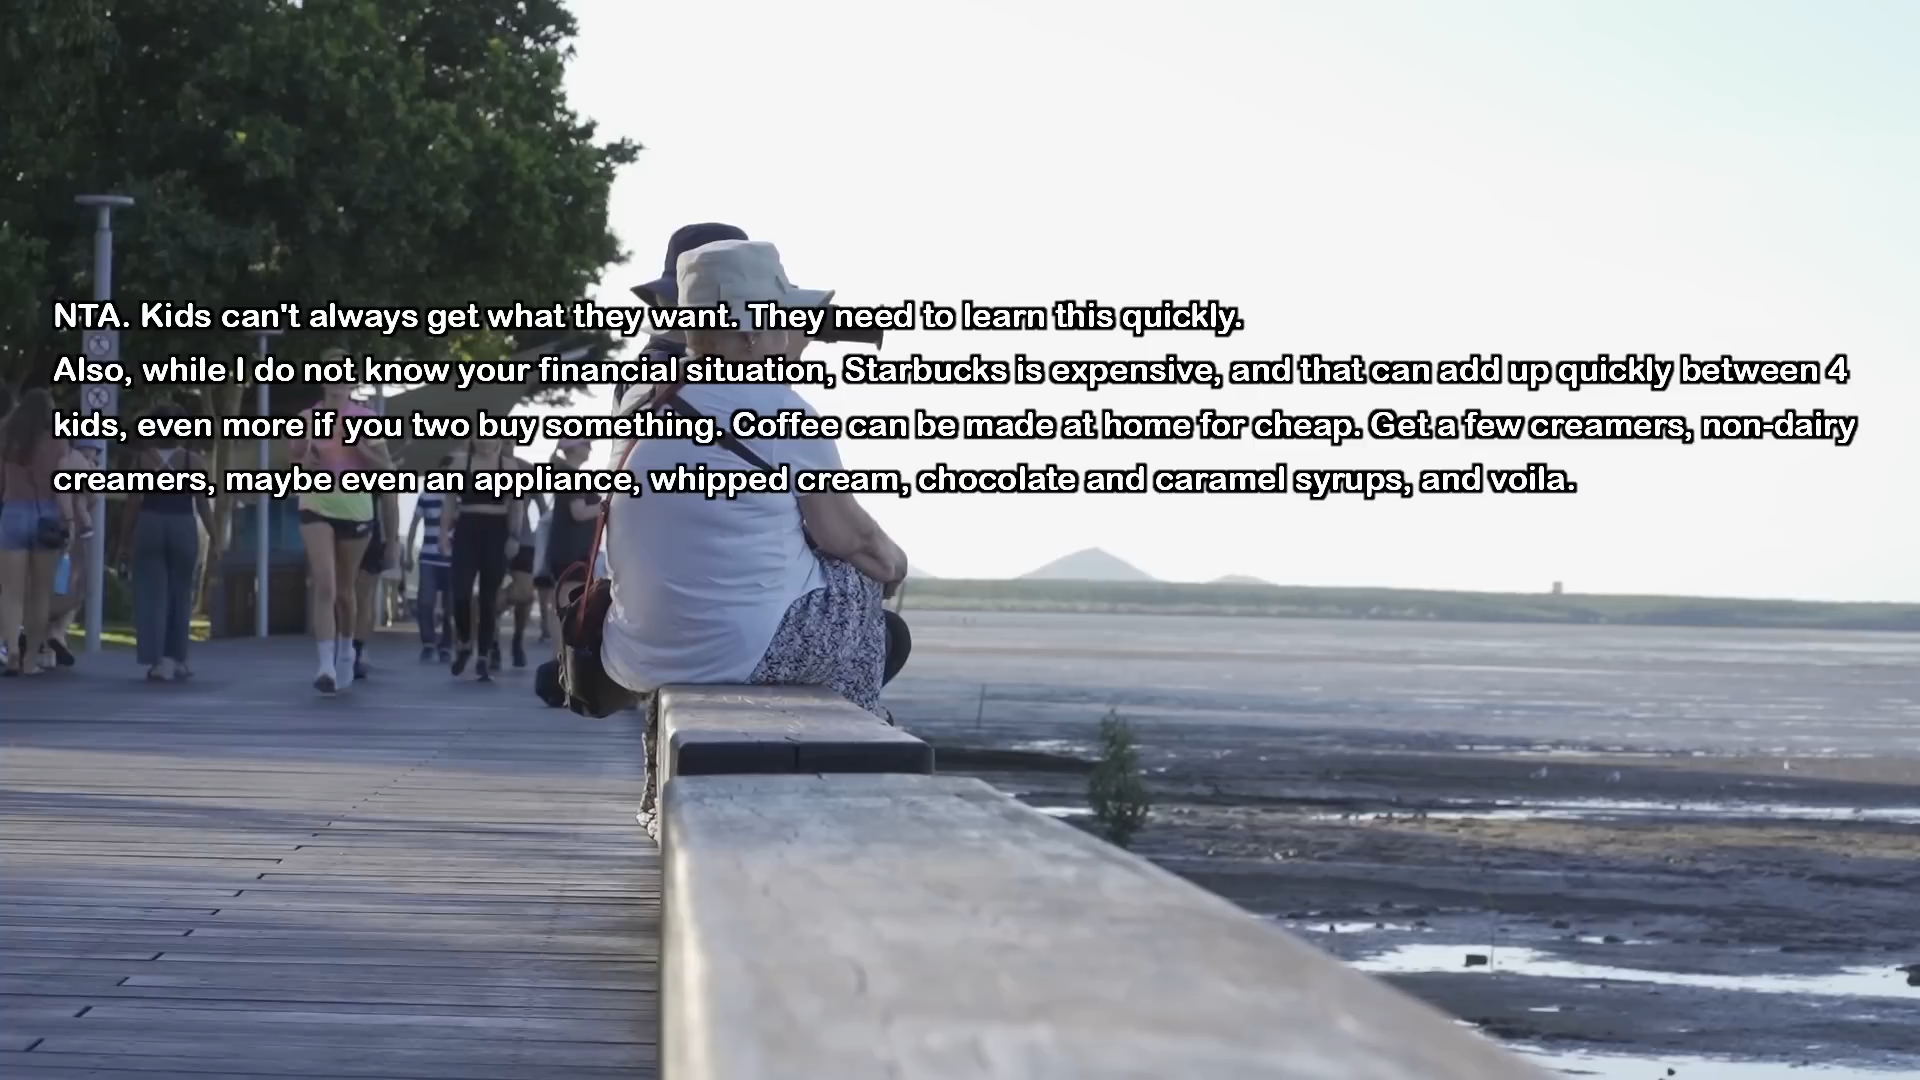 NTA. Kids can't always get what they want. They need to learn this quickly.
Also, while I do not know your financial situation, Starbucks is expensive, and that can add up quickly between 4
kids, even more if you two buy something. Coffee can be made at home for cheap. Get a few creamers, non-dairy
creamers, maybe even an appliance, whipped cream, chocolate and caramel syrups, and voila.